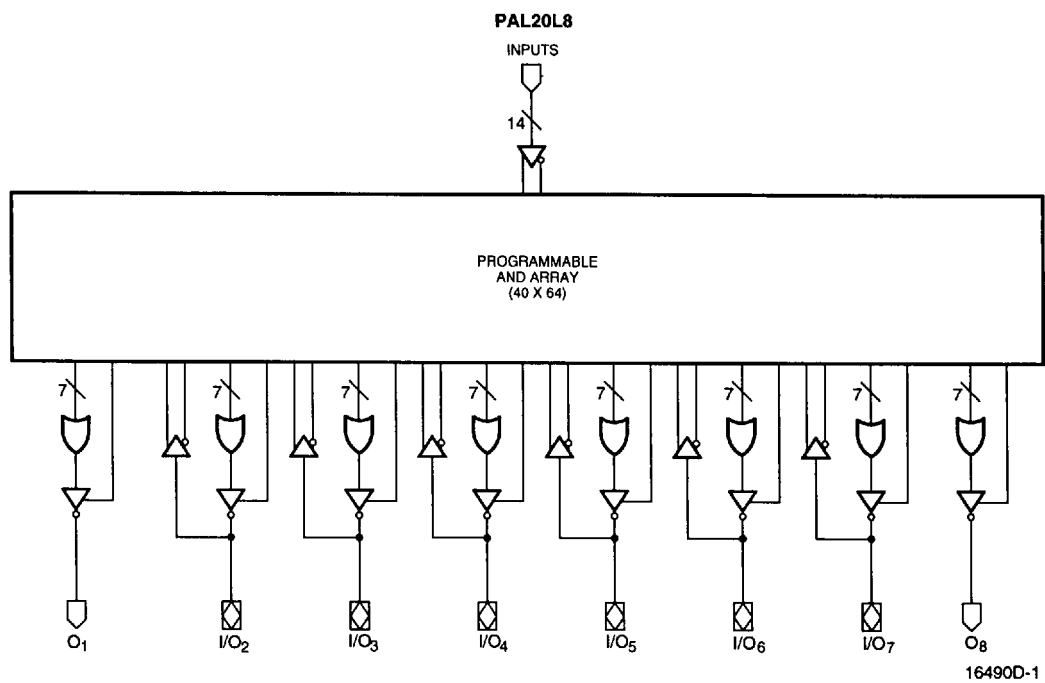 PAL20L8
INPUTS
14
PROGRAMMABLE
AND ARRAY
(40 X 64)
7 7 7 7 7 7 7 7
O1 I/O2 I/O3 I/O4 I/O5 I/O6 I/O7 O8
16490D-1